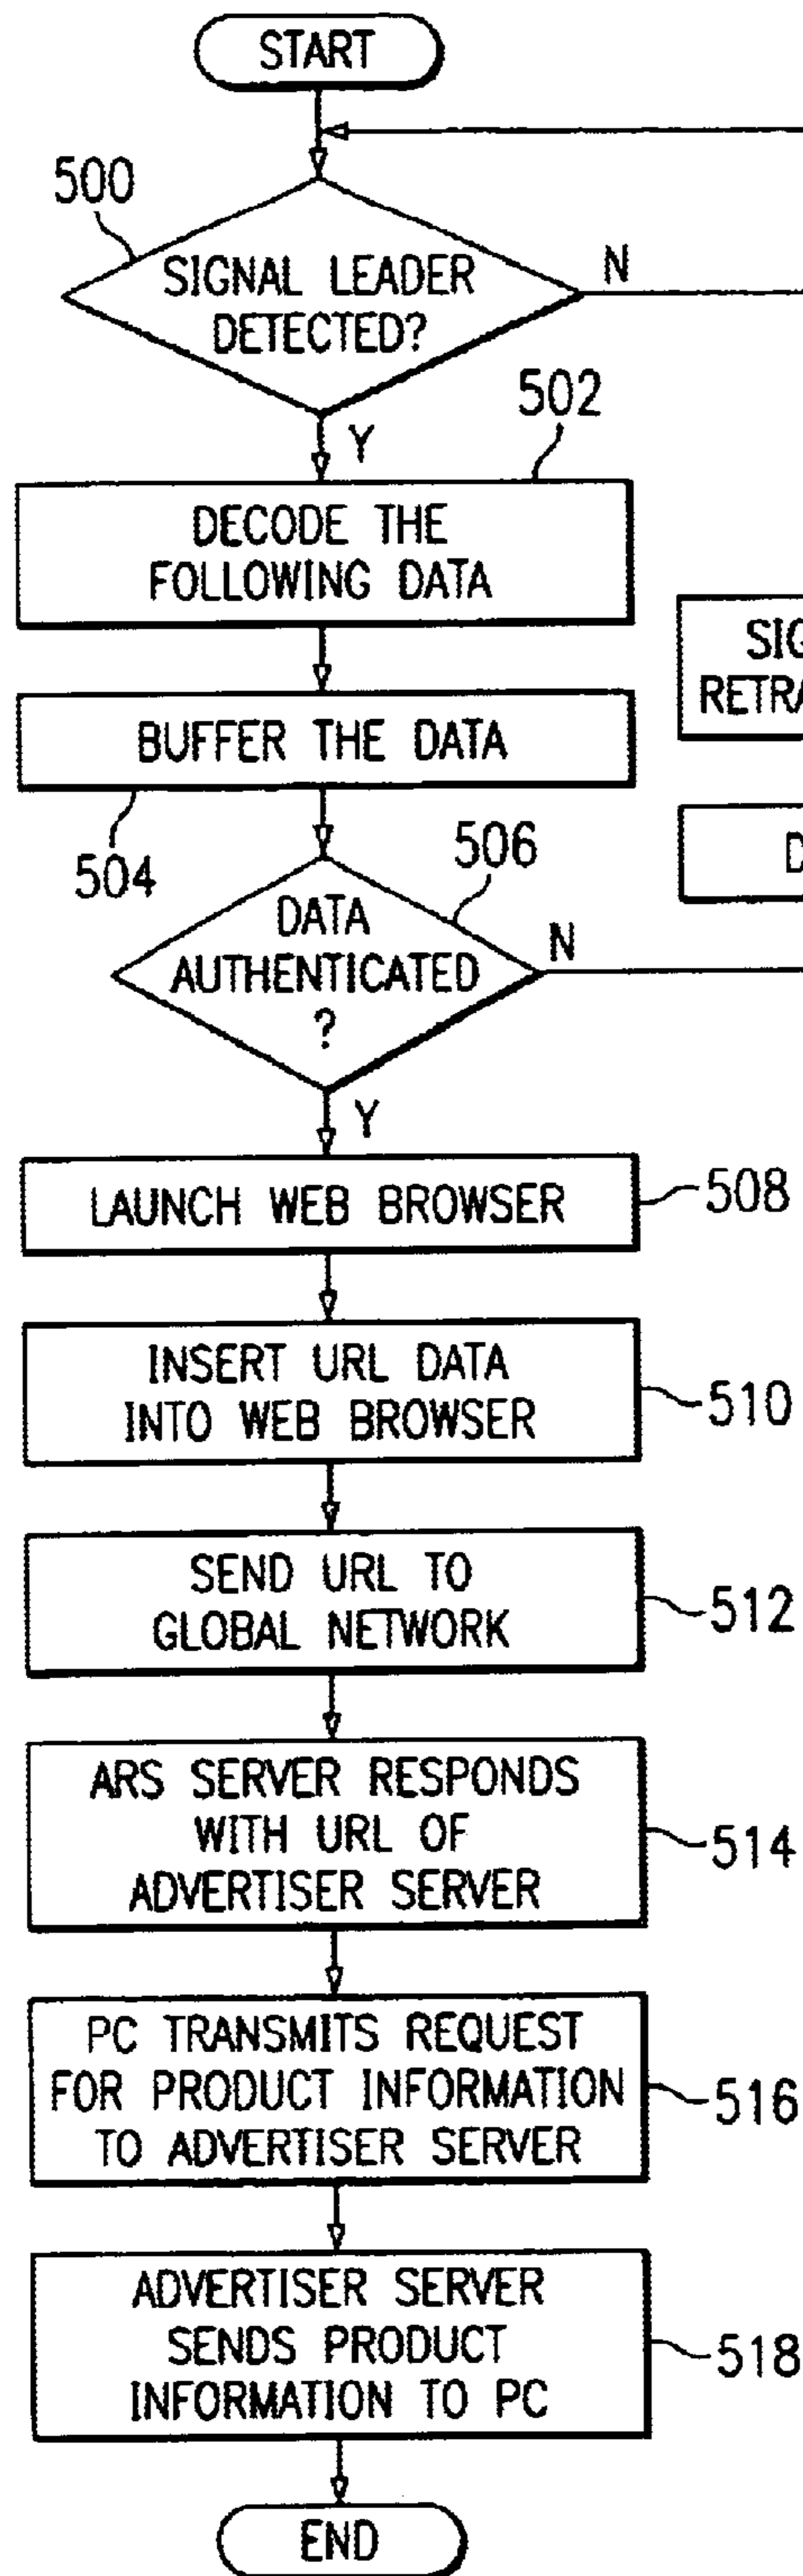 START
500
SIGNAL LEADER
DETECTED?
N
Y
502
DECODE THE
FOLLOWING DATA
BUFFER THE DATA
504
506
DATA
AUTHENTICATED
?
N
Y
LAUNCH WEB BROWSER
508
INSERT URL DATA
INTO WEB BROWSER
510
SEND URL TO
GLOBAL NETWORK
512
ARS SERVER RESPONDS
WITH URL OF
ADVERTISER SERVER
514
PC TRANSMITS REQUEST
FOR PRODUCT INFORMATION
TO ADVERTISER SERVER
516
ADVERTISER SERVER
SENDS PRODUCT
INFORMATION TO PC
518
END